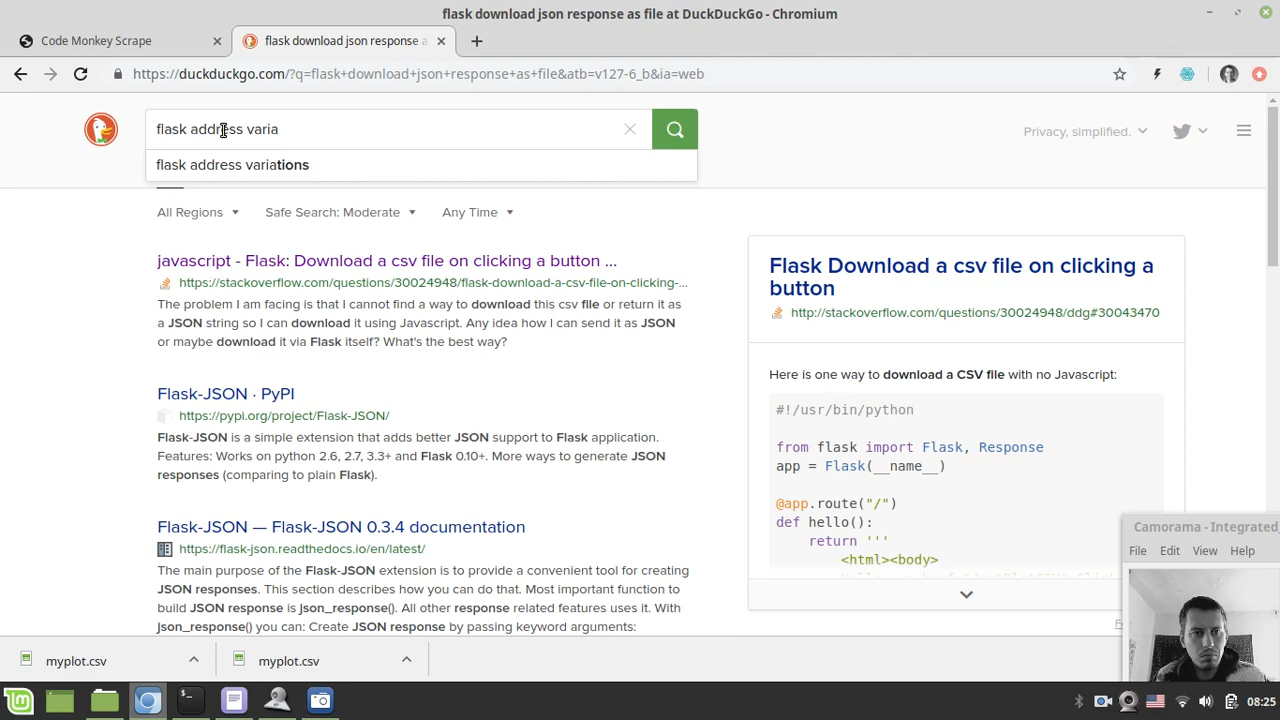 flask download json response as file at DuckDuckGo - Chromium
Code Monkey Scrape
flask download json response a
https://duckduckgo.com/?q=flask+download+json+response+as+file&atb=v127-6_b&ia=web
flask address varia
flask address variations
Privacy, simplified.
All Regions
Safe Search: Moderate
Any Time
javascript - Flask: Download a csv file on clicking a button ...
https://stackoverflow.com/questions/30024948/flask-download-a-csv-file-on-clicking-...
The problem I am facing is that I cannot find a way to download this csv file or return it as
a JSON string so I can download it using Javascript. Any idea how I can send it as JSON
or maybe download it via Flask itself? What's the best way?
Flask-JSON · PyPI
https://pypi.org/project/Flask-JSON/
Flask-JSON is a simple extension that adds better JSON support to Flask application.
Features: Works on python 2.6, 2.7, 3.3+ and Flask 0.10+. More ways to generate JSON
responses (comparing to plain Flask).
Flask-JSON — Flask-JSON 0.3.4 documentation
https://flask-json.readthedocs.io/en/latest/
The main purpose of the Flask-JSON extension is to provide a convenient tool for creating
JSON responses. This section describes how you can do that. Most important function to
build JSON response is json_response(). All other response related features uses it. With
json_response() you can: Create JSON response by passing keyword arguments:
Flask Download a csv file on clicking a
button
http://stackoverflow.com/questions/30024948/ddg#30043470
Here is one way to download a CSV file with no Javascript:
#!/usr/bin/python
from flask import Flask, Response
app = Flask(__name__)
@app.route("/")
def hello():
return '''
<html><body>
Camorama - Integrated
File Edit View Help
myplot.csv
myplot.csv
08:25